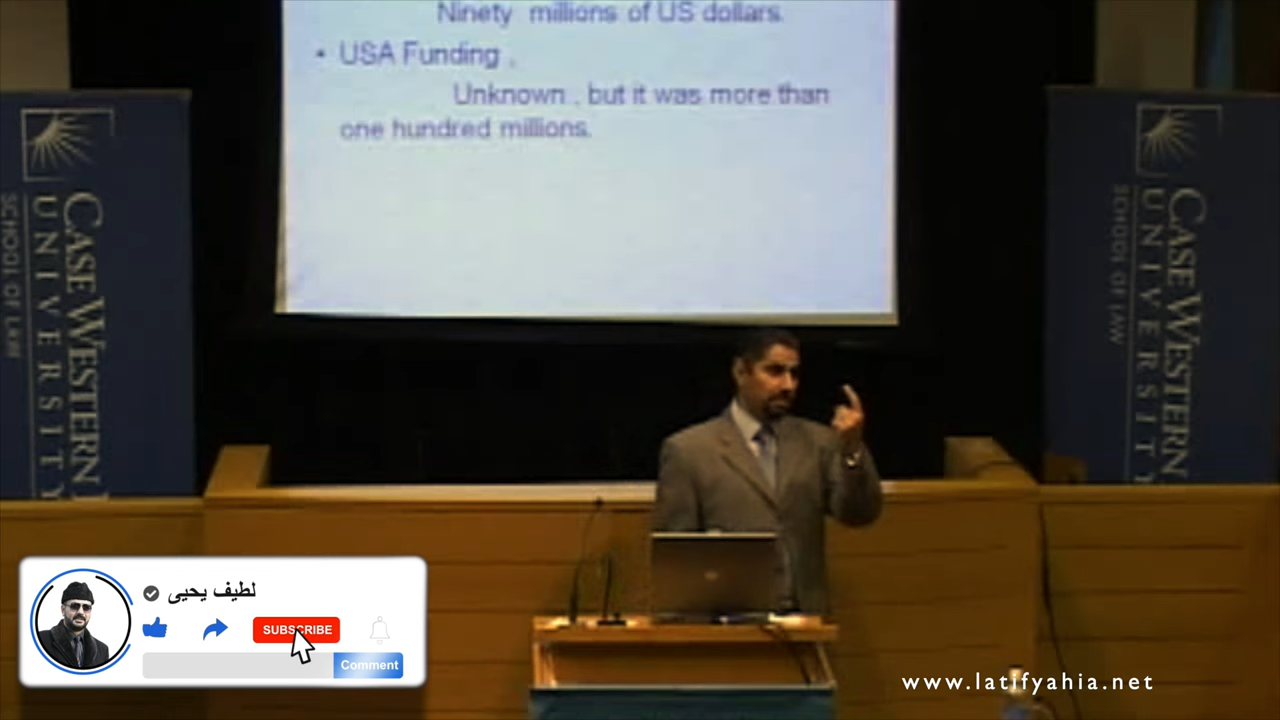 Ninety millions of US dollars.
• USA Funding .
Unknown . but it was more than
one hundred millions.
CASE WESTERN
UNIVERSITY
SCHOOL OF LAW
CASE WESTERN
UNIVERSITY
SCHOOL OF LAW
لطيف يحيى
SUBSCRIBE
Comment
www.latifyahia.net